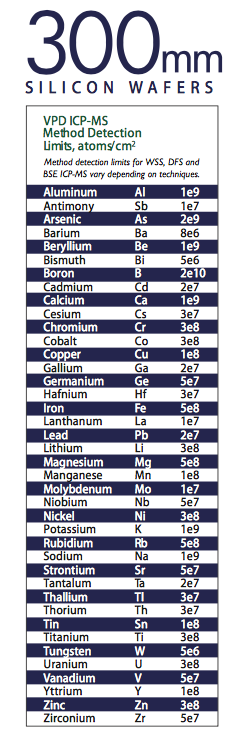 300mm
SILICON WAFERS
VPD ICP-MS
Method Detection
Limits, atoms/cm²
Method detection limits for WSS, DFS and
BSE ICP-MS vary depending on techniques.
Aluminum Al 1e9
Antimony Sb 1e7
Arsenic As 2e9
Barium Ba 8e6
Beryllium Be 1e9
Bismuth Bi 5e6
Boron B 2e10
Cadmium Cd 2e7
Calcium Ca 1e9
Cesium Cs 3e7
Chromium Cr 3e8
Cobalt Co 3e8
Copper Cu 1e8
Gallium Ga 2e7
Germanium Ge 5e7
Hafnium Hf 3e7
Iron Fe 5e8
Lanthanum La 1e7
Lead Pb 2e7
Lithium Li 3e8
Magnesium Mg 5e8
Manganese Mn 1e8
Molybdenum Mo 1e7
Niobium Nb 5e7
Nickel Ni 3e8
Potassium K 1e9
Rubidium Rb 5e8
Sodium Na 1e9
Strontium Sr 5e7
Tantalum Ta 2e7
Thallium Tl 3e7
Thorium Th 3e7
Tin Sn 1e8
Titanium Ti 3e8
Tungsten W 5e6
Uranium U 3e8
Vanadium V 5e7
Yttrium Y 1e8
Zinc Zn 3e8
Zirconium Zr 5e7